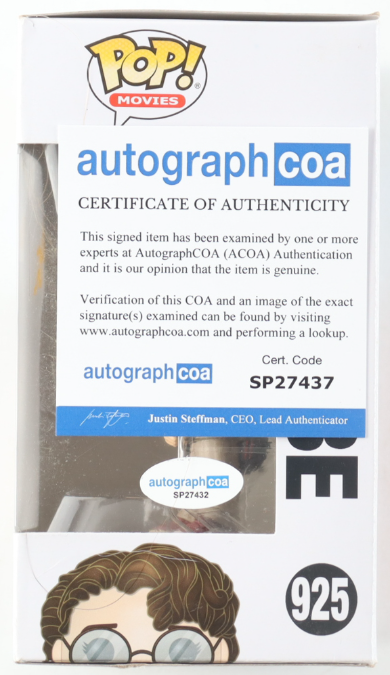 POP!
MOVIES
autographcoa
CERTIFICATE OF AUTHENTICITY
This signed item has been examined by one or more
experts at AutographCOA (ACOA) Authentication
and it is our opinion that the item is genuine.
Verification of this COA and an image of the exact
signature(s) examined can be found by visiting
www.autographcoa.com and performing a lookup.
autographcoa
Cert. Code
SP27437
Justin Steffman, CEO, Lead Authenticator
autographcoa
SP27432
BE
925